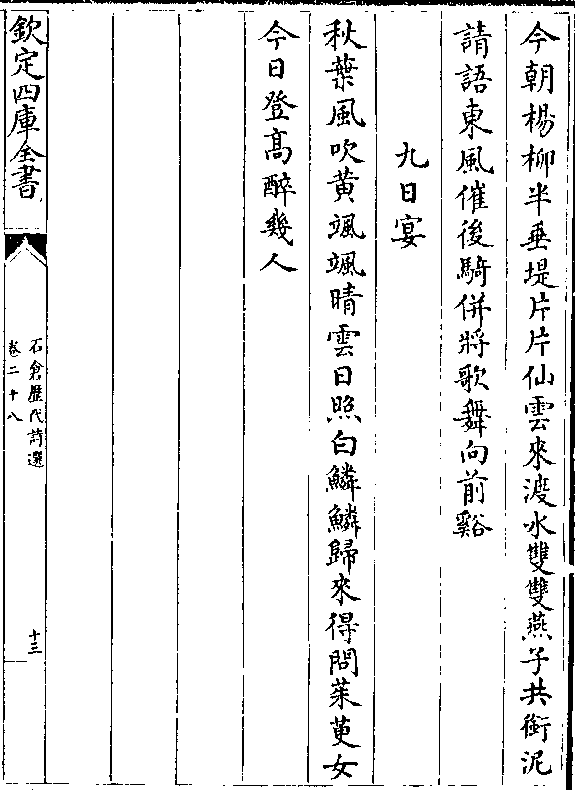 今朝楊柳半垂堤片片仙雲來渡水雙雙燕子共銜泥
請語東風催後騎併將歌舞向前谿
九日宴
秋葉風吹黄颯颯晴雲日照白鱗鱗歸來得問茱萸女
今日登髙醉幾人
欽定四庫全書
石倉歷代詩選
卷二十八
十三